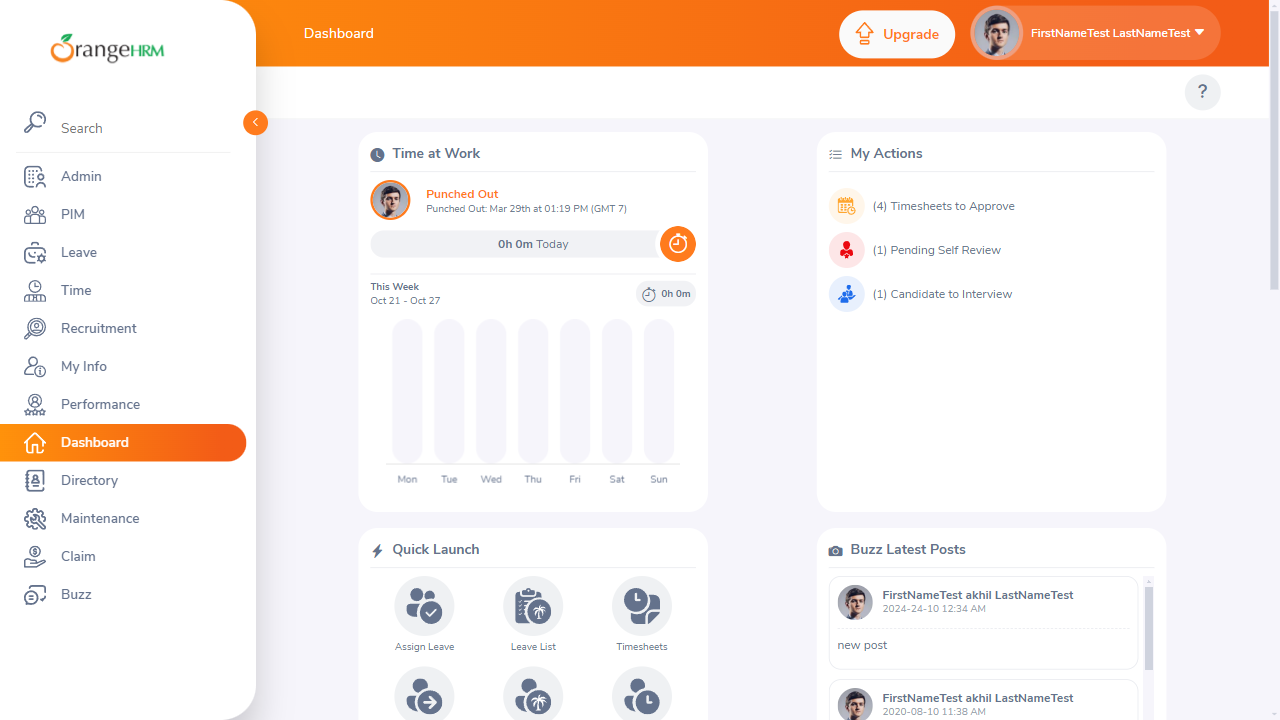 OrangeHRM
Dashboard
Upgrade
FirstNameTest LastNameTest
?
Search
Admin
PIM
Leave
Time
Recruitment
My Info
Performance
Dashboard
Directory
Maintenance
Claim
Buzz
Time at Work
Punched Out
Punched Out: Mar 29th at 01:19 PM (GMT 7)
0h 0m Today
This Week
Oct 21 - Oct 27
0h 0m
Mon Tue Wed Thu Fri Sat Sun
My Actions
(4) Timesheets to Approve
(1) Pending Self Review
(1) Candidate to Interview
Quick Launch
Assign Leave
Leave List
Timesheets
Buzz Latest Posts
FirstNameTest akhil LastNameTest
2024-24-10 12:34 AM
new post
FirstNameTest akhil LastNameTest
2020-08-10 11:38 AM